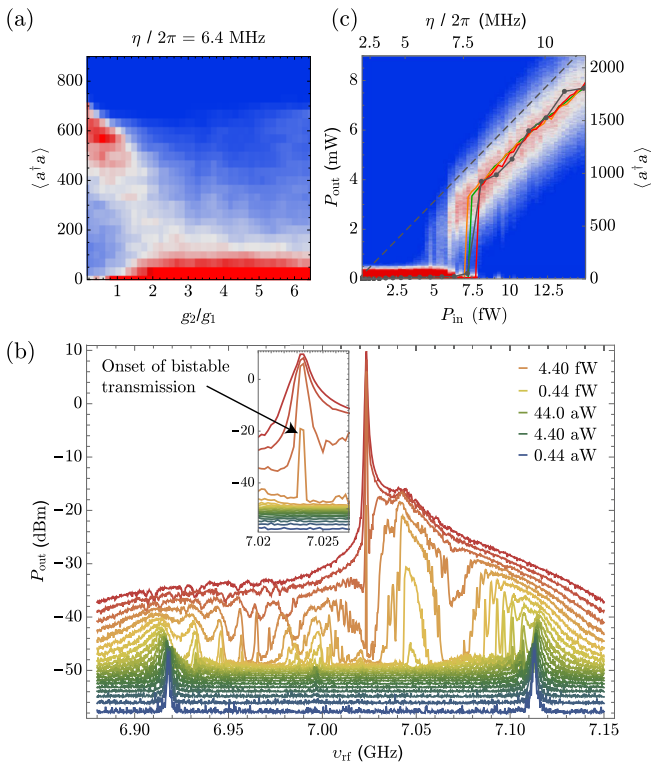 (a)
η / 2π = 6.4 MHz
⟨a†a⟩
800
600
400
200
0
1 2 3 4 5 6
g₂/g₁
(c)
η / 2π (MHz)
2.5 5 7.5 10
P_out (mW)
8
6
4
2
0
2000
1500
1000
500
0
⟨a†a⟩
2.5 5 7.5 10 12.5
P_in (fW)
(b)
P_out (dBm)
10
0
−10
−20
−30
−40
−50
Onset of bistable
transmission
0
−20
−40
7.02 7.025
4.40 fW
0.44 fW
44.0 aW
4.40 aW
0.44 aW
6.90 6.95 7.00 7.05 7.10 7.15
υ_rf (GHz)